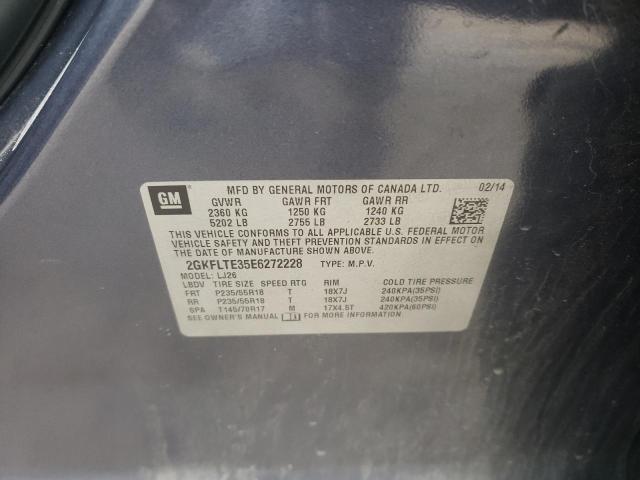 GM
MFD BY GENERAL MOTORS OF CANADA LTD. 02/14
GVWR GAWR FRT GAWR RR
2360 KG 1250 KG 1240 KG
5202 LB 2755 LB 2733 LB
THIS VEHICLE CONFORMS TO ALL APPLICABLE U.S. FEDERAL MOTOR
VEHICLE SAFETY AND THEFT PREVENTION STANDARDS IN EFFECT ON
THE DATE OF MANUFACTURE SHOWN ABOVE.
2GKFLTE35E6272228 TYPE: M.P.V.
MODEL: LJ26
LBDV TIRE SIZE SPEED RTG RIM COLD TIRE PRESSURE
FRT P235/55R18 T 18X7J 240KPA(35PSI)
RR P235/55R18 T 18X7J 240KPA(35PSI)
SPA T145/70R17 M 17X4.5T 420KPA(60PSI)
SEE OWNER'S MANUAL FOR MORE INFORMATION